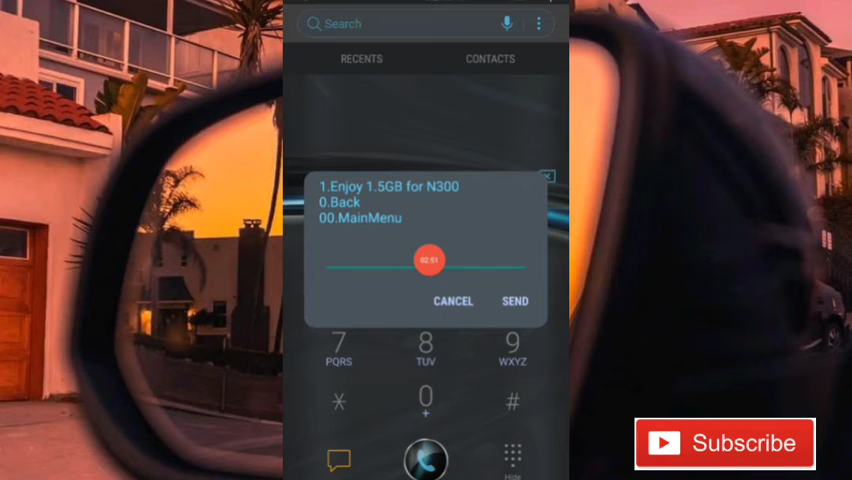 Search
RECENTS
CONTACTS
1.Enjoy 1.5GB for N300
0.Back
00.MainMenu
02:51
CANCEL
SEND
7
8
9
PQRS
TUV
WXYZ
*
0
#
+
Hide
Subscribe